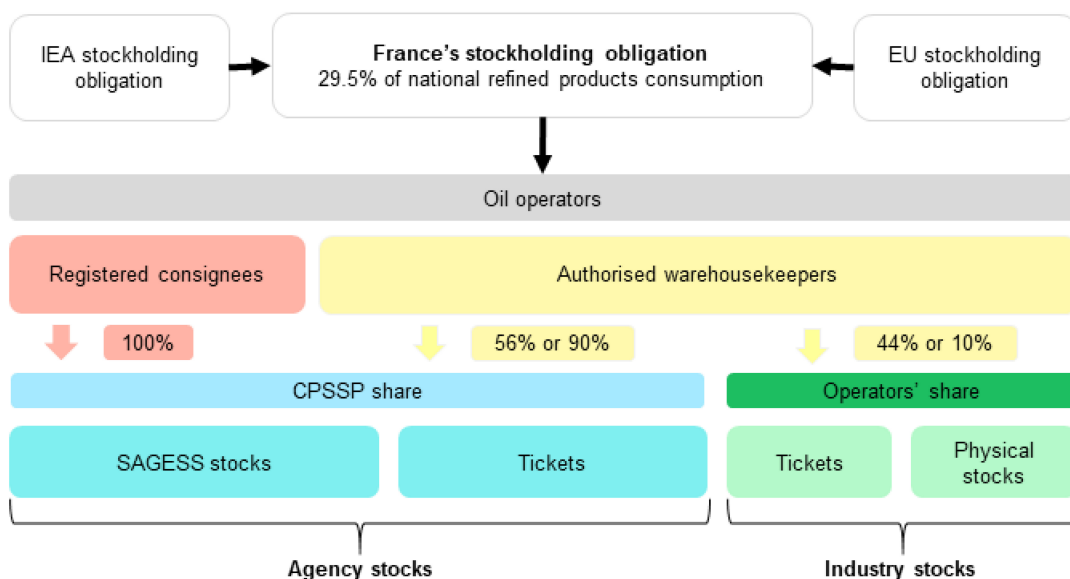 IEA stockholding
obligation
France's stockholding obligation
29.5% of national refined products consumption
EU stockholding
obligation
Oil operators
Registered consignees
Authorised warehousekeepers
100%
56% or 90%
44% or 10%
CPSSP share
Operators' share
SAGESS stocks
Tickets
Tickets
Physical
stocks
Agency stocks
Industry stocks